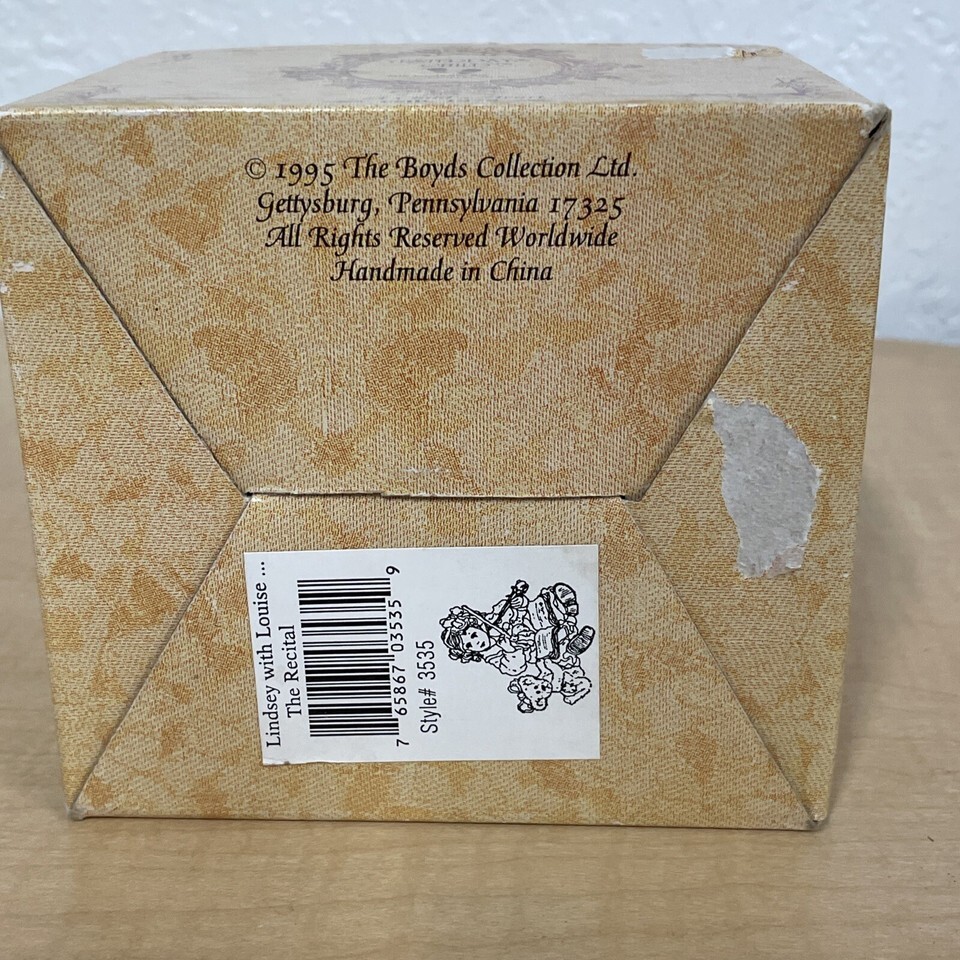 © 1995 The Boyds Collection Ltd.
Gettysburg, Pennsylvania 17325
All Rights Reserved Worldwide
Handmade in China
Lindsey with Louise ...
The Recital
7 65867 03535 9
Style# 3535